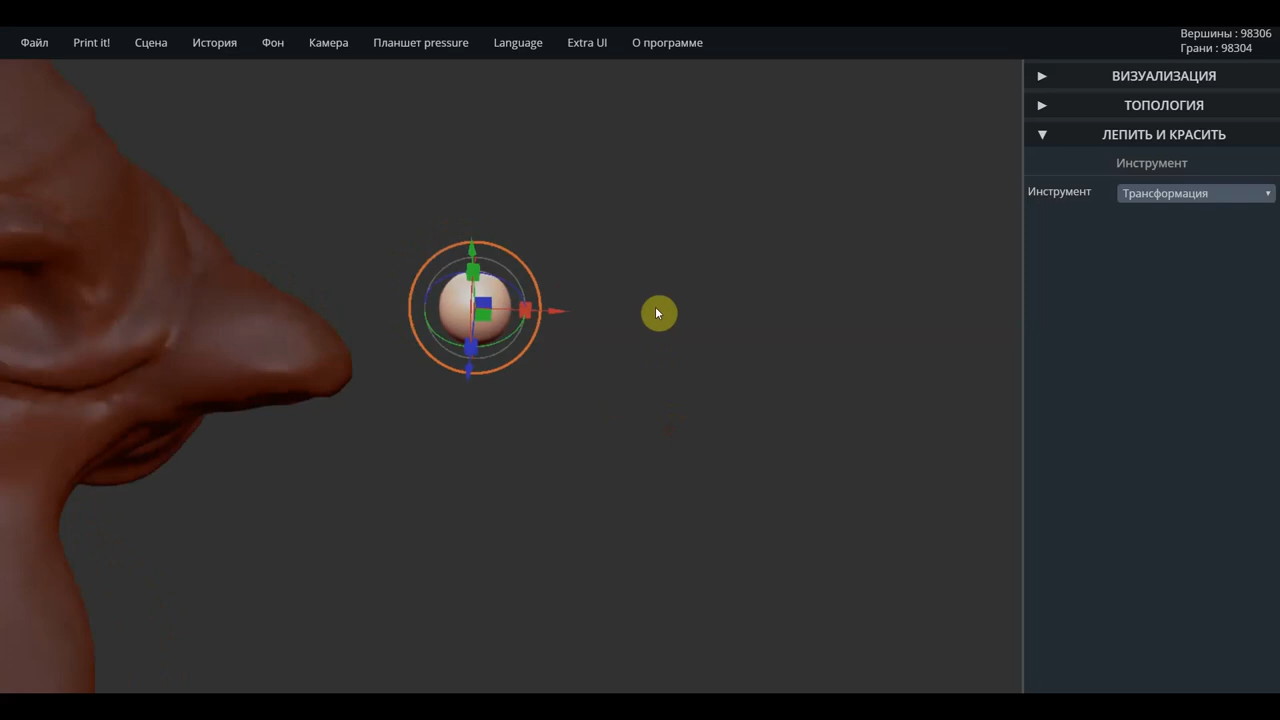 Файл Print it! Сцена История Фон Камера Планшет pressure Language Extra UI О программе
Вершины : 98306
Грани : 98304
ВИЗУАЛИЗАЦИЯ
ТОПОЛОГИЯ
ЛЕПИТЬ И КРАСИТЬ
Инструмент
Инструмент Трансформация